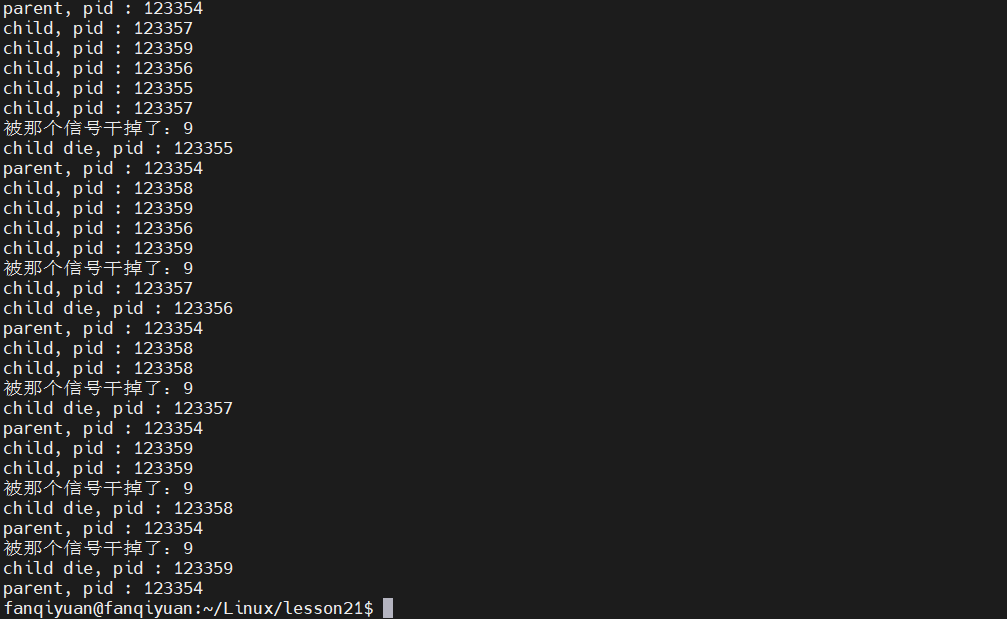 parent, pid : 123354
child, pid : 123357
child, pid : 123359
child, pid : 123356
child, pid : 123355
child, pid : 123357
被那个信号干掉了：9
child die, pid : 123355
parent, pid : 123354
child, pid : 123358
child, pid : 123359
child, pid : 123356
child, pid : 123359
被那个信号干掉了：9
child, pid : 123357
child die, pid : 123356
parent, pid : 123354
child, pid : 123358
child, pid : 123358
被那个信号干掉了：9
child die, pid : 123357
parent, pid : 123354
child, pid : 123359
child, pid : 123359
被那个信号干掉了：9
child die, pid : 123358
parent, pid : 123354
被那个信号干掉了：9
child die, pid : 123359
parent, pid : 123354
fanqiyuan@fanqiyuan:~/Linux/lesson21$